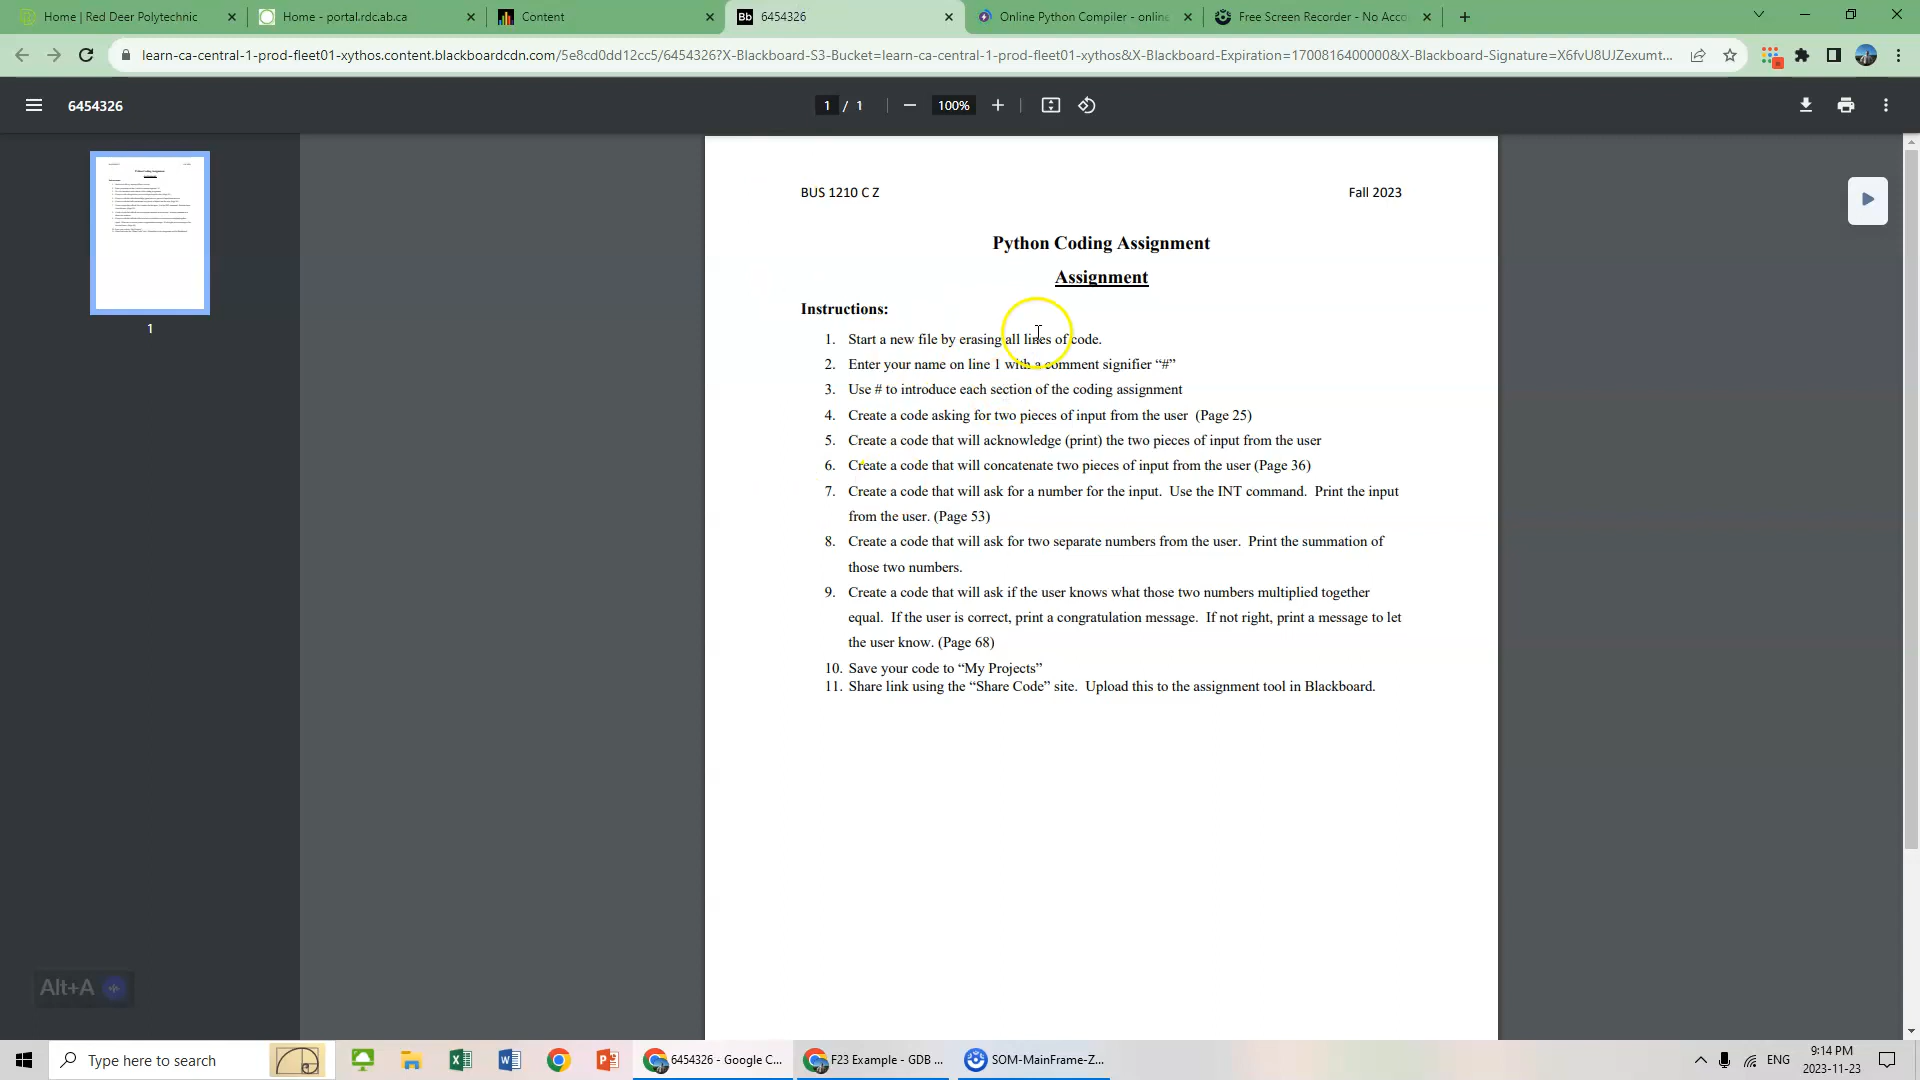 Home | Red Deer Polytechnic
Home - portal.rdc.ab.ca
Content
Bb 6454326
Online Python Compiler - online
Free Screen Recorder - No Acco
learn-ca-central-1-prod-fleet01-xythos.content.blackboardcdn.com/5e8cd0dd12cc5/6454326?X-Blackboard-S3-Bucket=learn-ca-central-1-prod-fleet01-xythos&X-Blackboard-Expiration=1700816400000&X-Blackboard-Signature=X6fvU8UJZexumt...
6454326
1 / 1
100%
1
BUS 1210 C Z
Fall 2023
Python Coding Assignment
Assignment
Instructions:
1. Start a new file by erasing all lines of code.
2. Enter your name on line 1 with a comment signifier “#”
3. Use # to introduce each section of the coding assignment
4. Create a code asking for two pieces of input from the user (Page 25)
5. Create a code that will acknowledge (print) the two pieces of input from the user
6. Create a code that will concatenate two pieces of input from the user (Page 36)
7. Create a code that will ask for a number for the input. Use the INT command. Print the input
from the user. (Page 53)
8. Create a code that will ask for two separate numbers from the user. Print the summation of
those two numbers.
9. Create a code that will ask if the user knows what those two numbers multiplied together
equal. If the user is correct, print a congratulation message. If not right, print a message to let
the user know. (Page 68)
10. Save your code to “My Projects”
11. Share link using the “Share Code” site. Upload this to the assignment tool in Blackboard.
Alt+A
Type here to search
6454326 - Google C...
F23 Example - GDB ...
SOM-MainFrame-Z...
ENG
9:14 PM
2023-11-23